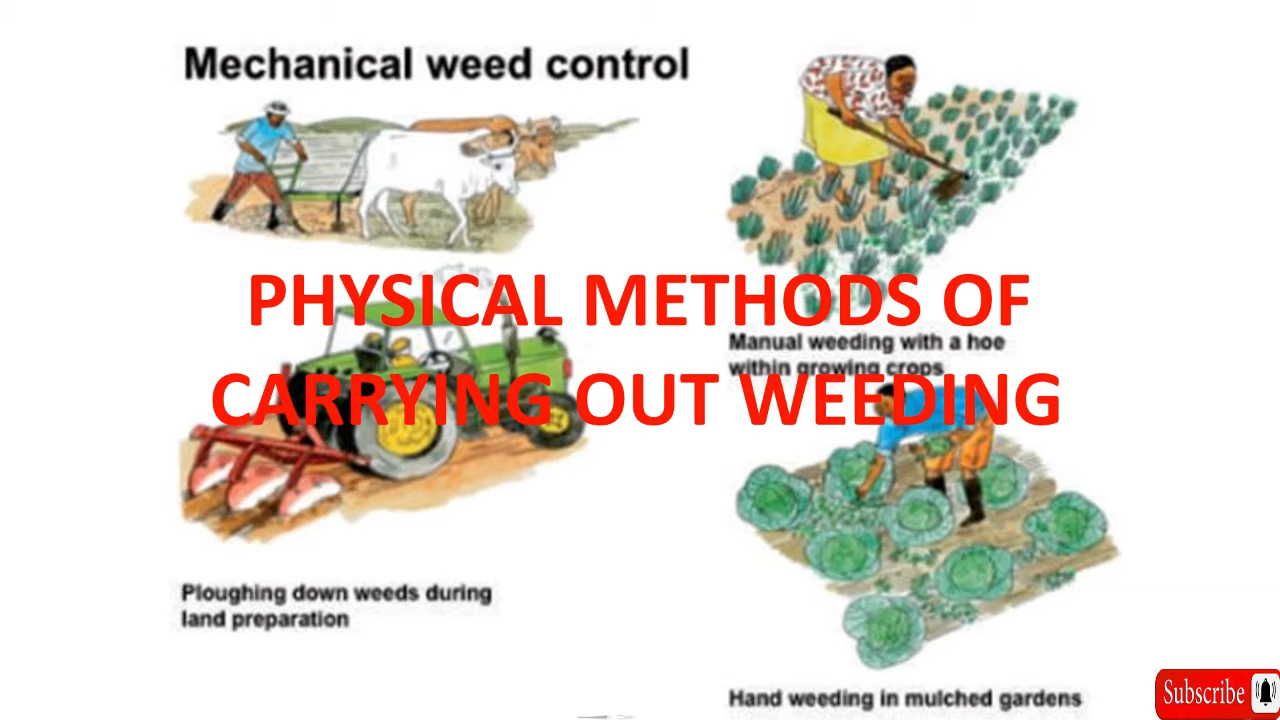 Mechanical weed control
PHYSICAL METHODS OF
CARRYING OUT WEEDING
Manual weeding with a hoe
within growing crops
Ploughing down weeds during
land preparation
Hand weeding in mulched gardens
Subscribe